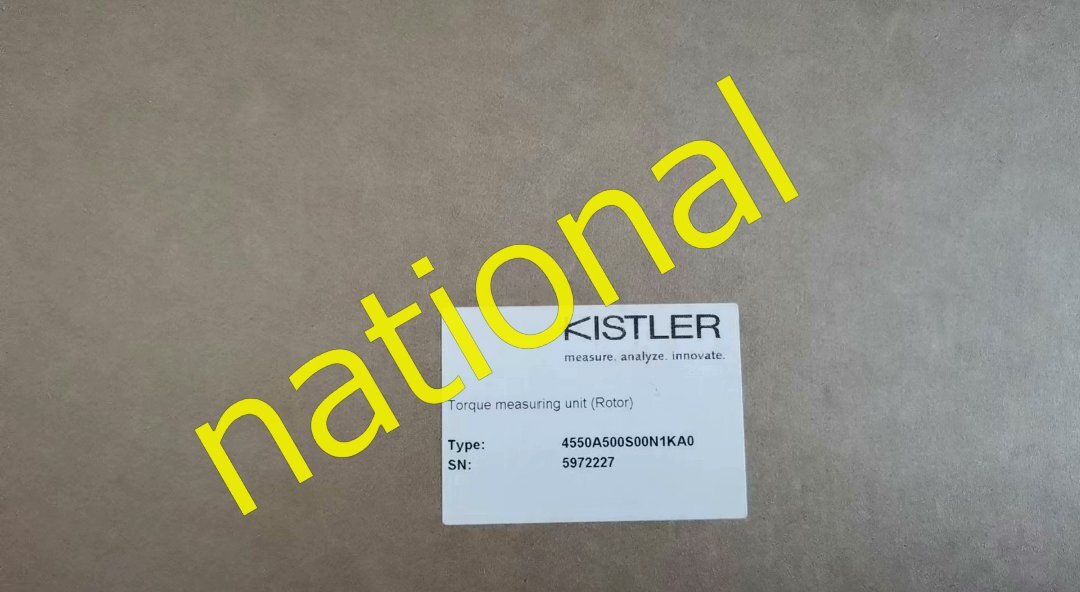 national
KISTLER
measure. analyze. innovate.
Torque measuring unit (Rotor)
Type: 4550A500S00N1KA0
SN: 5972227